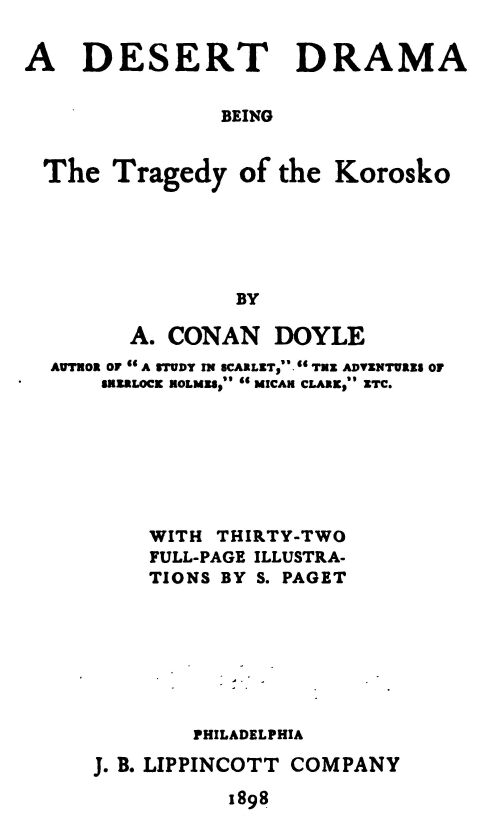 A DESERT DRAMA
BEING
The Tragedy of the Korosko
BY
A. CONAN DOYLE
AUTHOR OF “A STUDY IN SCARLET,” “THE ADVENTURES OF
SHERLOCK HOLMES,” “MICAH CLARK,” ETC.
WITH THIRTY-TWO
FULL-PAGE ILLUSTRA-
TIONS BY S. PAGET
PHILADELPHIA
J. B. LIPPINCOTT COMPANY
1898